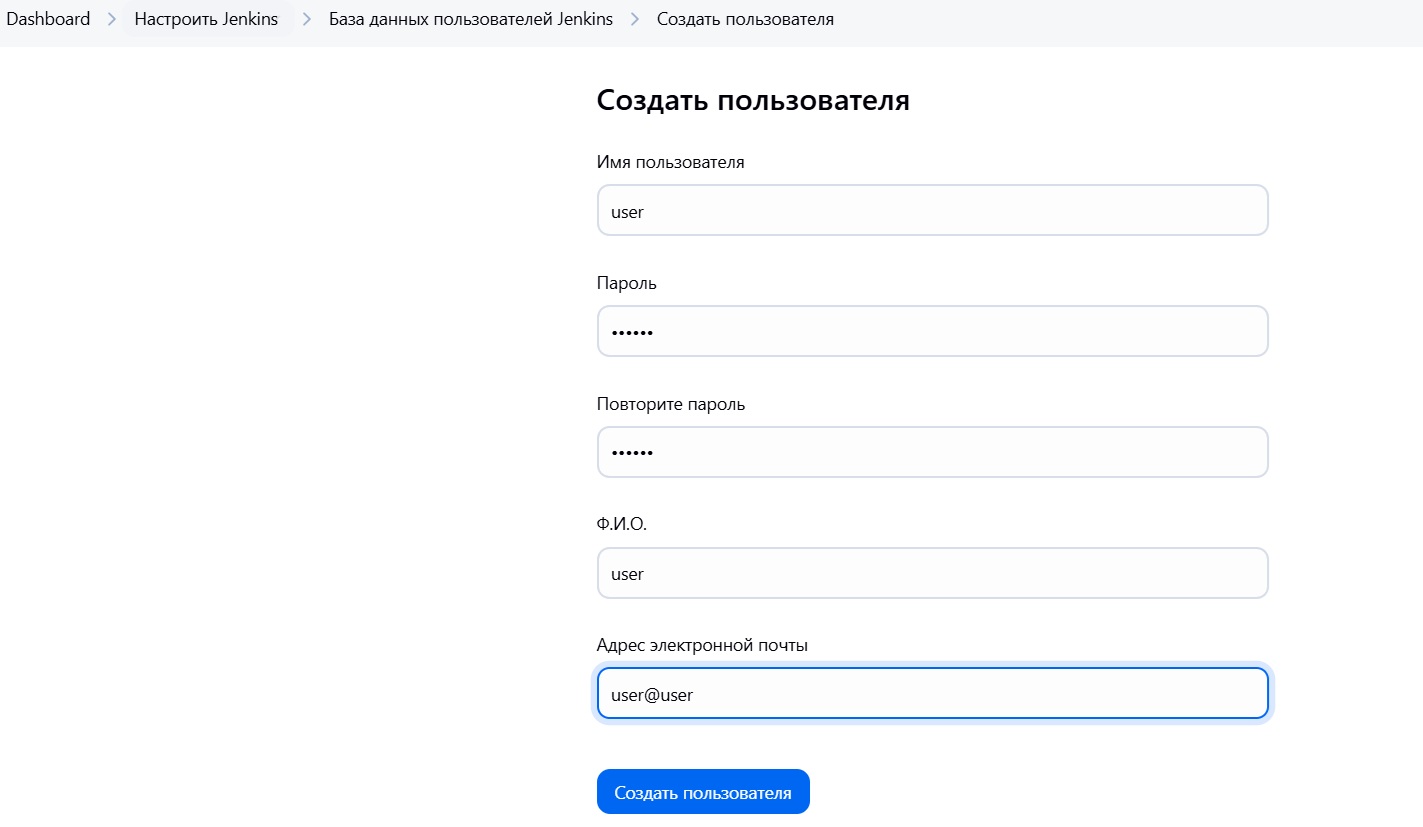 Dashboard > Настроить Jenkins > База данных пользователей Jenkins > Создать пользователя
Создать пользователя
Имя пользователя
user
Пароль
••••••
Повторите пароль
••••••
Ф.И.О.
user
Адрес электронной почты
user@user
Создать пользователя